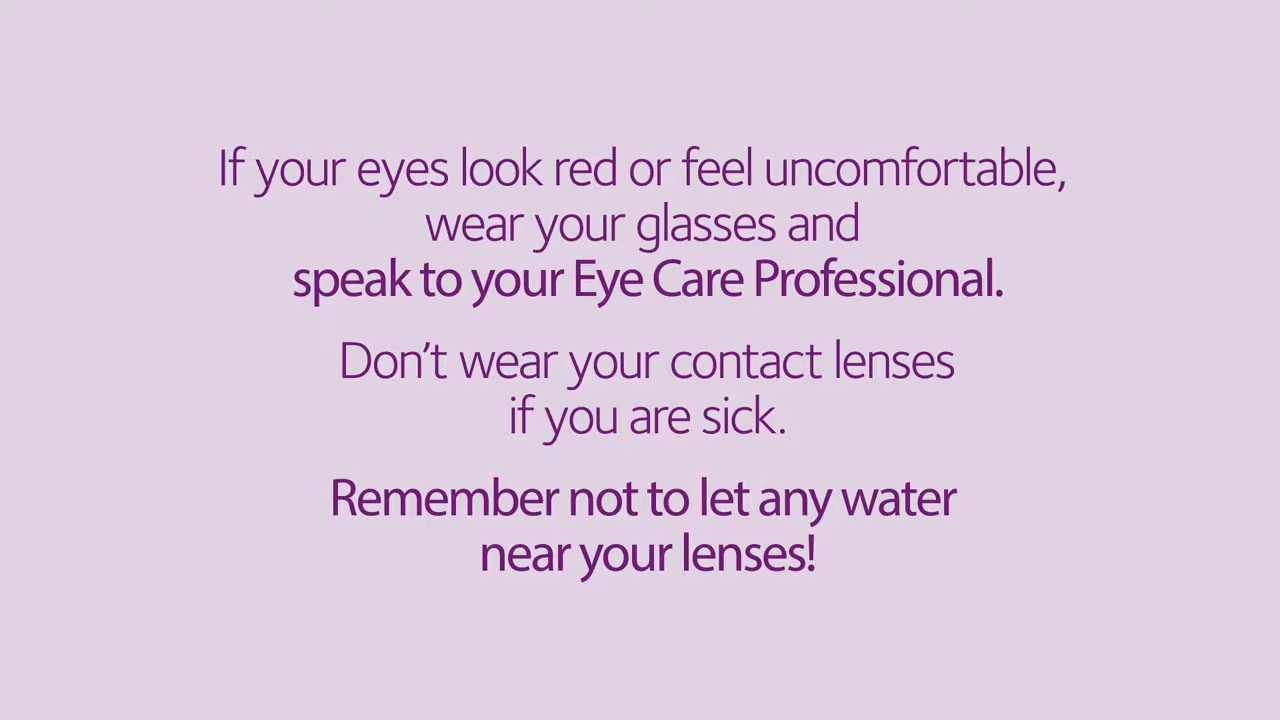 If your eyes look red or feel uncomfortable,
wear your glasses and
speak to your Eye Care Professional.
Don’t wear your contact lenses
if you are sick.
Remember not to let any water
near your lenses!